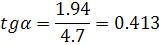 tgα = 1.94/4.7 = 0.413